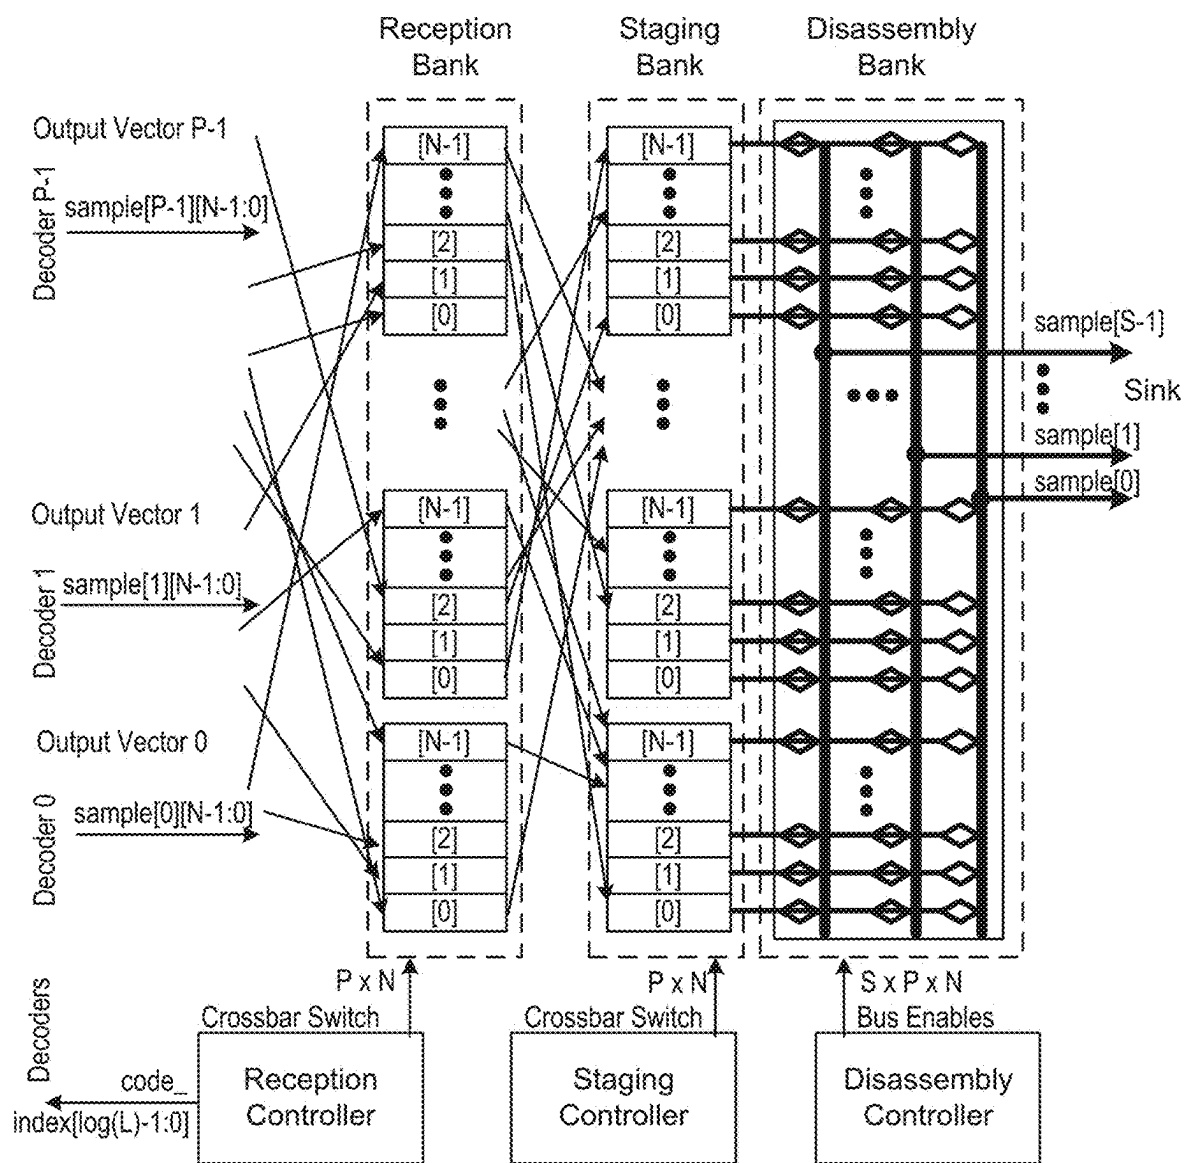 Reception
Bank
Staging
Bank
Disassembly
Bank
Output Vector P-1
Decoder P-1
sample[P-1][N-1:0]
[N-1]
[2]
[1]
[0]
[N-1]
[2]
[1]
[0]
sample[S-1]
Sink
sample[1]
sample[0]
Output Vector 1
Decoder 1
sample[1][N-1:0]
[N-1]
[2]
[1]
[0]
[N-1]
[2]
[1]
[0]
Output Vector 0
Decoder 0
sample[0][N-1:0]
[N-1]
[2]
[1]
[0]
[N-1]
[2]
[1]
[0]
P x N
Crossbar Switch
P x N
Crossbar Switch
S x P x N
Bus Enables
Decoders
code_
index[log(L)-1:0]
Reception
Controller
Staging
Controller
Disassembly
Controller